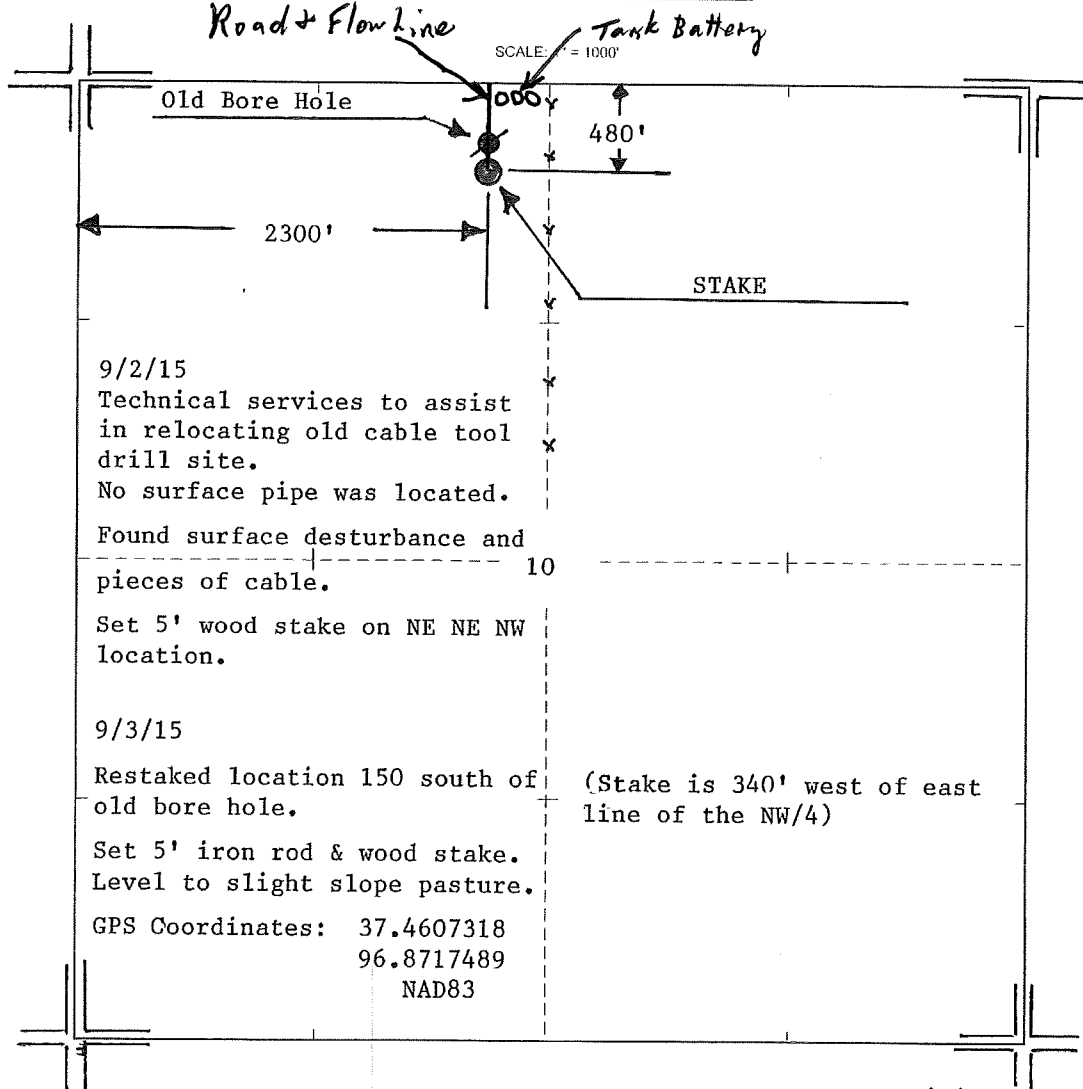 Road & Flow Line
Tank Battery
SCALE: 1" = 1000'
Old Bore Hole
480'
2300'
STAKE
9/2/15
Technical services to assist
in relocating old cable tool
drill site.
No surface pipe was located.
Found surface desturbance and
10
pieces of cable.
Set 5' wood stake on NE NE NW
location.
9/3/15
Restaked location 150 south of
old bore hole.
(Stake is 340' west of east
line of the NW/4)
Set 5' iron rod & wood stake.
Level to slight slope pasture.
GPS Coordinates: 37.4607318
96.8717489
NAD83